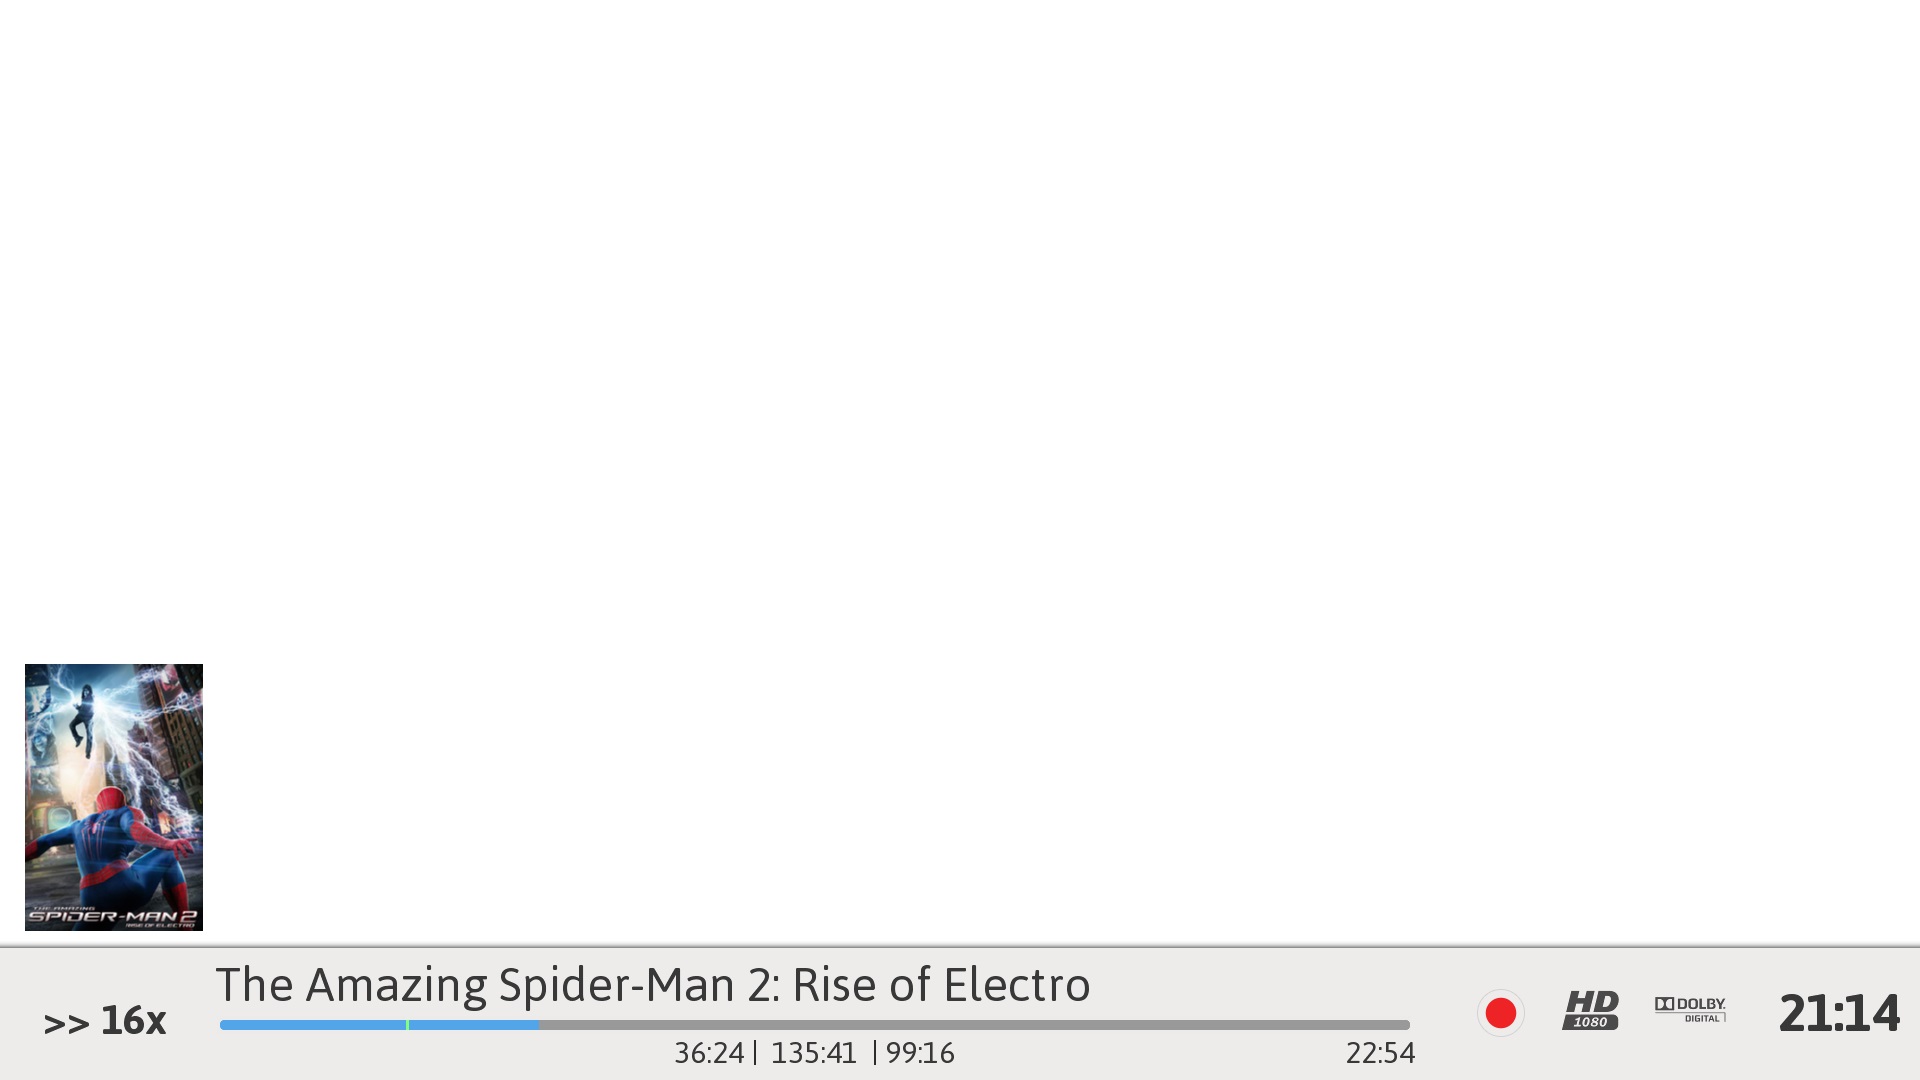 THE AMAZING
SPIDER-MAN 2
RISE OF ELECTRO
The Amazing Spider-Man 2: Rise of Electro
>> 16x
36:24 | 135:41 | 99:16
22:54
HD
1080
DOLBY
DIGITAL
21:14